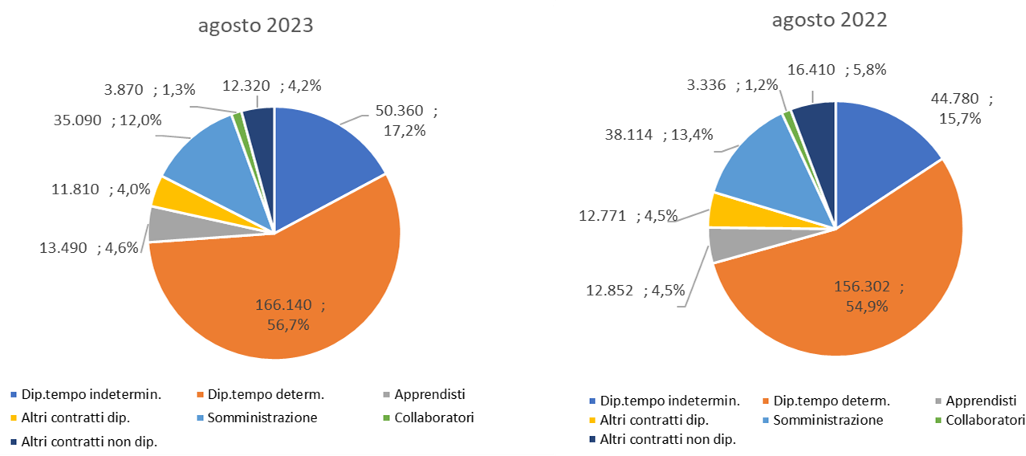 agosto 2023
12.320 ; 4,2%
3.870 ; 1,3%
50.360 ;
17,2%
35.090 ; 12,0%
11.810 ; 4,0%
13.490 ; 4,6%
166.140 ;
56,7%
Dip.tempo indetermin.
Dip.tempo determ.
Apprendisti
Altri contratti dip.
Somministrazione
Collaboratori
Altri contratti non dip.
agosto 2022
16.410 ; 5,8%
3.336 ; 1,2%
44.780 ;
15,7%
38.114 ; 13,4%
12.771 ; 4,5%
12.852 ; 4,5%
156.302 ;
54,9%
Dip.tempo indetermin.
Dip.tempo determ.
Apprendisti
Altri contratti dip.
Somministrazione
Collaboratori
Altri contratti non dip.